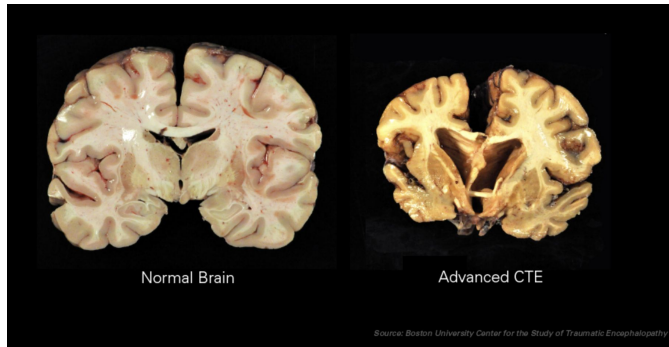 Normal Brain
Advanced CTE
Source: Boston University Center for the Study of Traumatic Encephalopathy